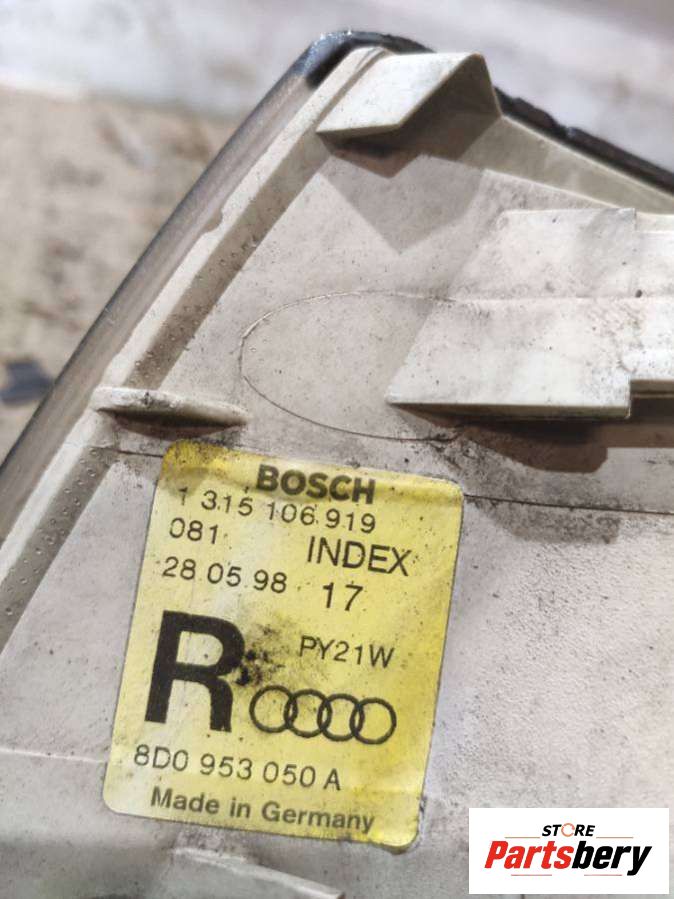 BOSCH
1 315 106 919
081 INDEX
28.05.98 17
R PY21W
8D0 953 050 A
Made in Germany
STORE
Partsbery